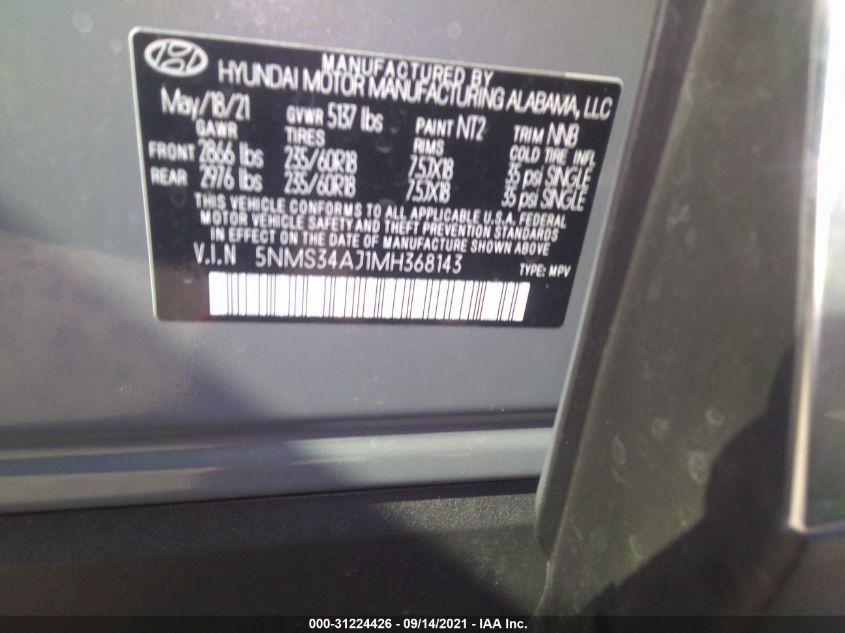 MANUFACTURED BY
HYUNDAI MOTOR MANUFACTURING ALABAMA, LLC
May/18/21 GVWR 5137 lbs PAINT NT2 TRIM NNB
GAWR TIRES RIMS COLD TIRE INFL
FRONT 2866 lbs 235/60R18 7.5JX18 35 psi SINGLE
REAR 2976 lbs 235/60R18 7.5JX18 35 psi SINGLE
THIS VEHICLE CONFORMS TO ALL APPLICABLE U.S.A. FEDERAL
MOTOR VEHICLE SAFETY AND THEFT PREVENTION STANDARDS
IN EFFECT ON THE DATE OF MANUFACTURE SHOWN ABOVE
V.I.N 5NMS34AJ1MH368143 TYPE: MPV
000-31224426 - 09/14/2021 - IAA Inc.